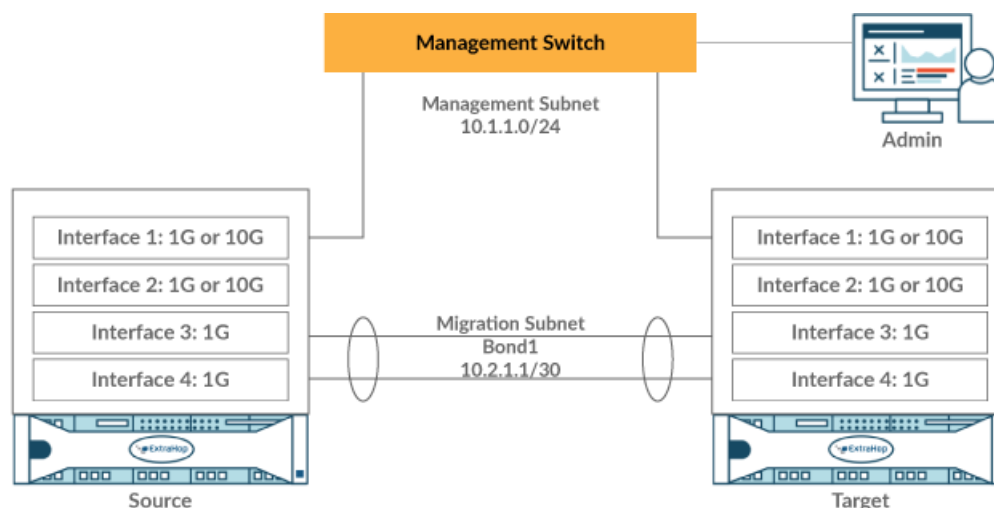 Management Switch
Management Subnet
10.1.1.0/24
Admin
Interface 1: 1G or 10G
Interface 2: 1G or 10G
Interface 3: 1G
Interface 4: 1G
Migration Subnet
Bond1
10.2.1.1/30
Interface 1: 1G or 10G
Interface 2: 1G or 10G
Interface 3: 1G
Interface 4: 1G
ExtraHop
Source
ExtraHop
Target